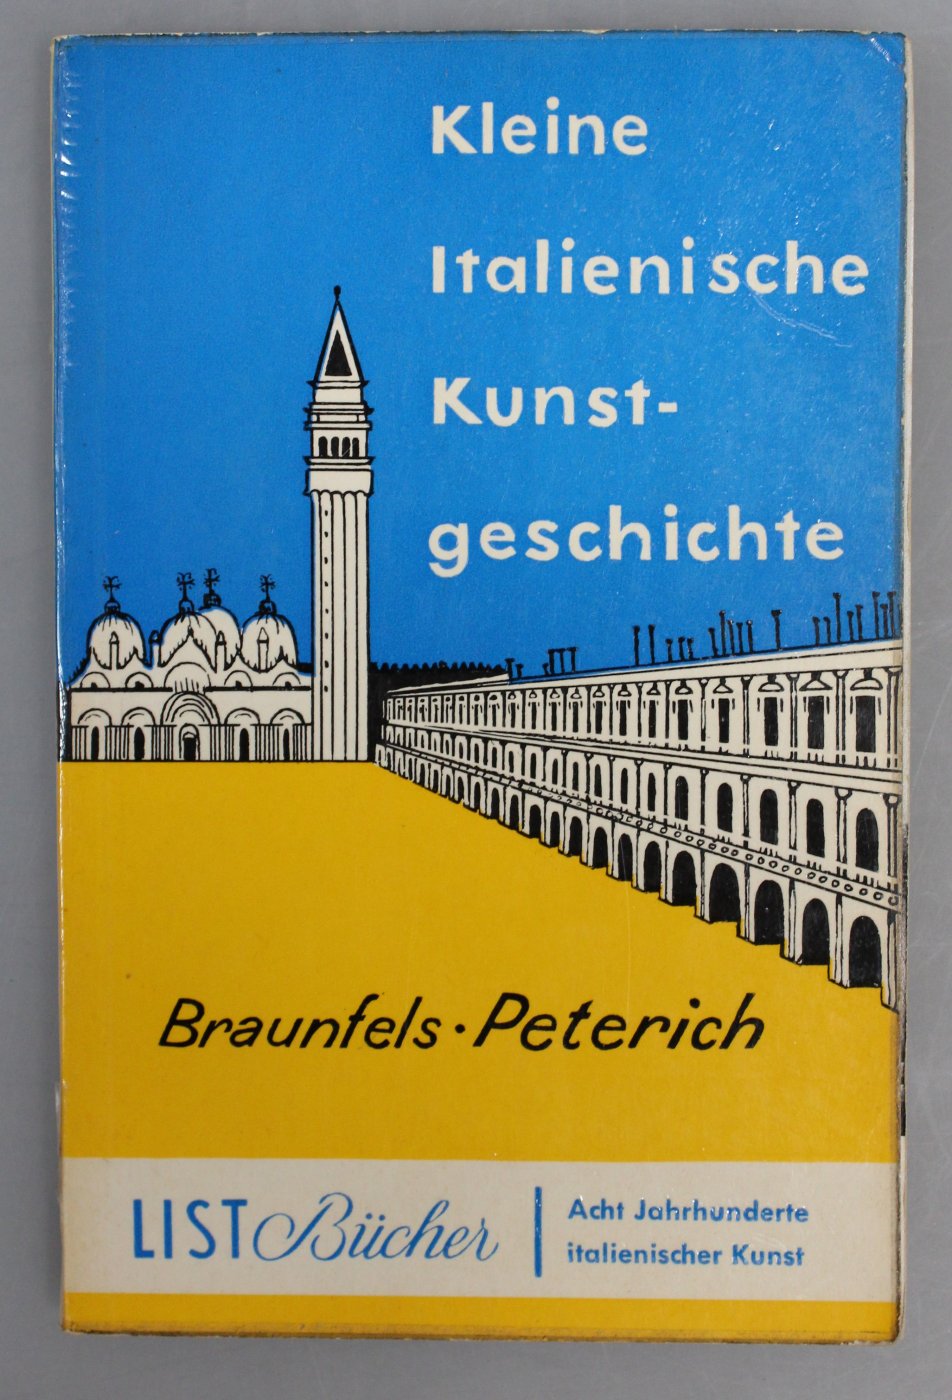 Kleine
Italienische
Kunst-
geschichte
Braunfels · Peterich
LIST Bücher
Acht Jahrhunderte
italienischer Kunst